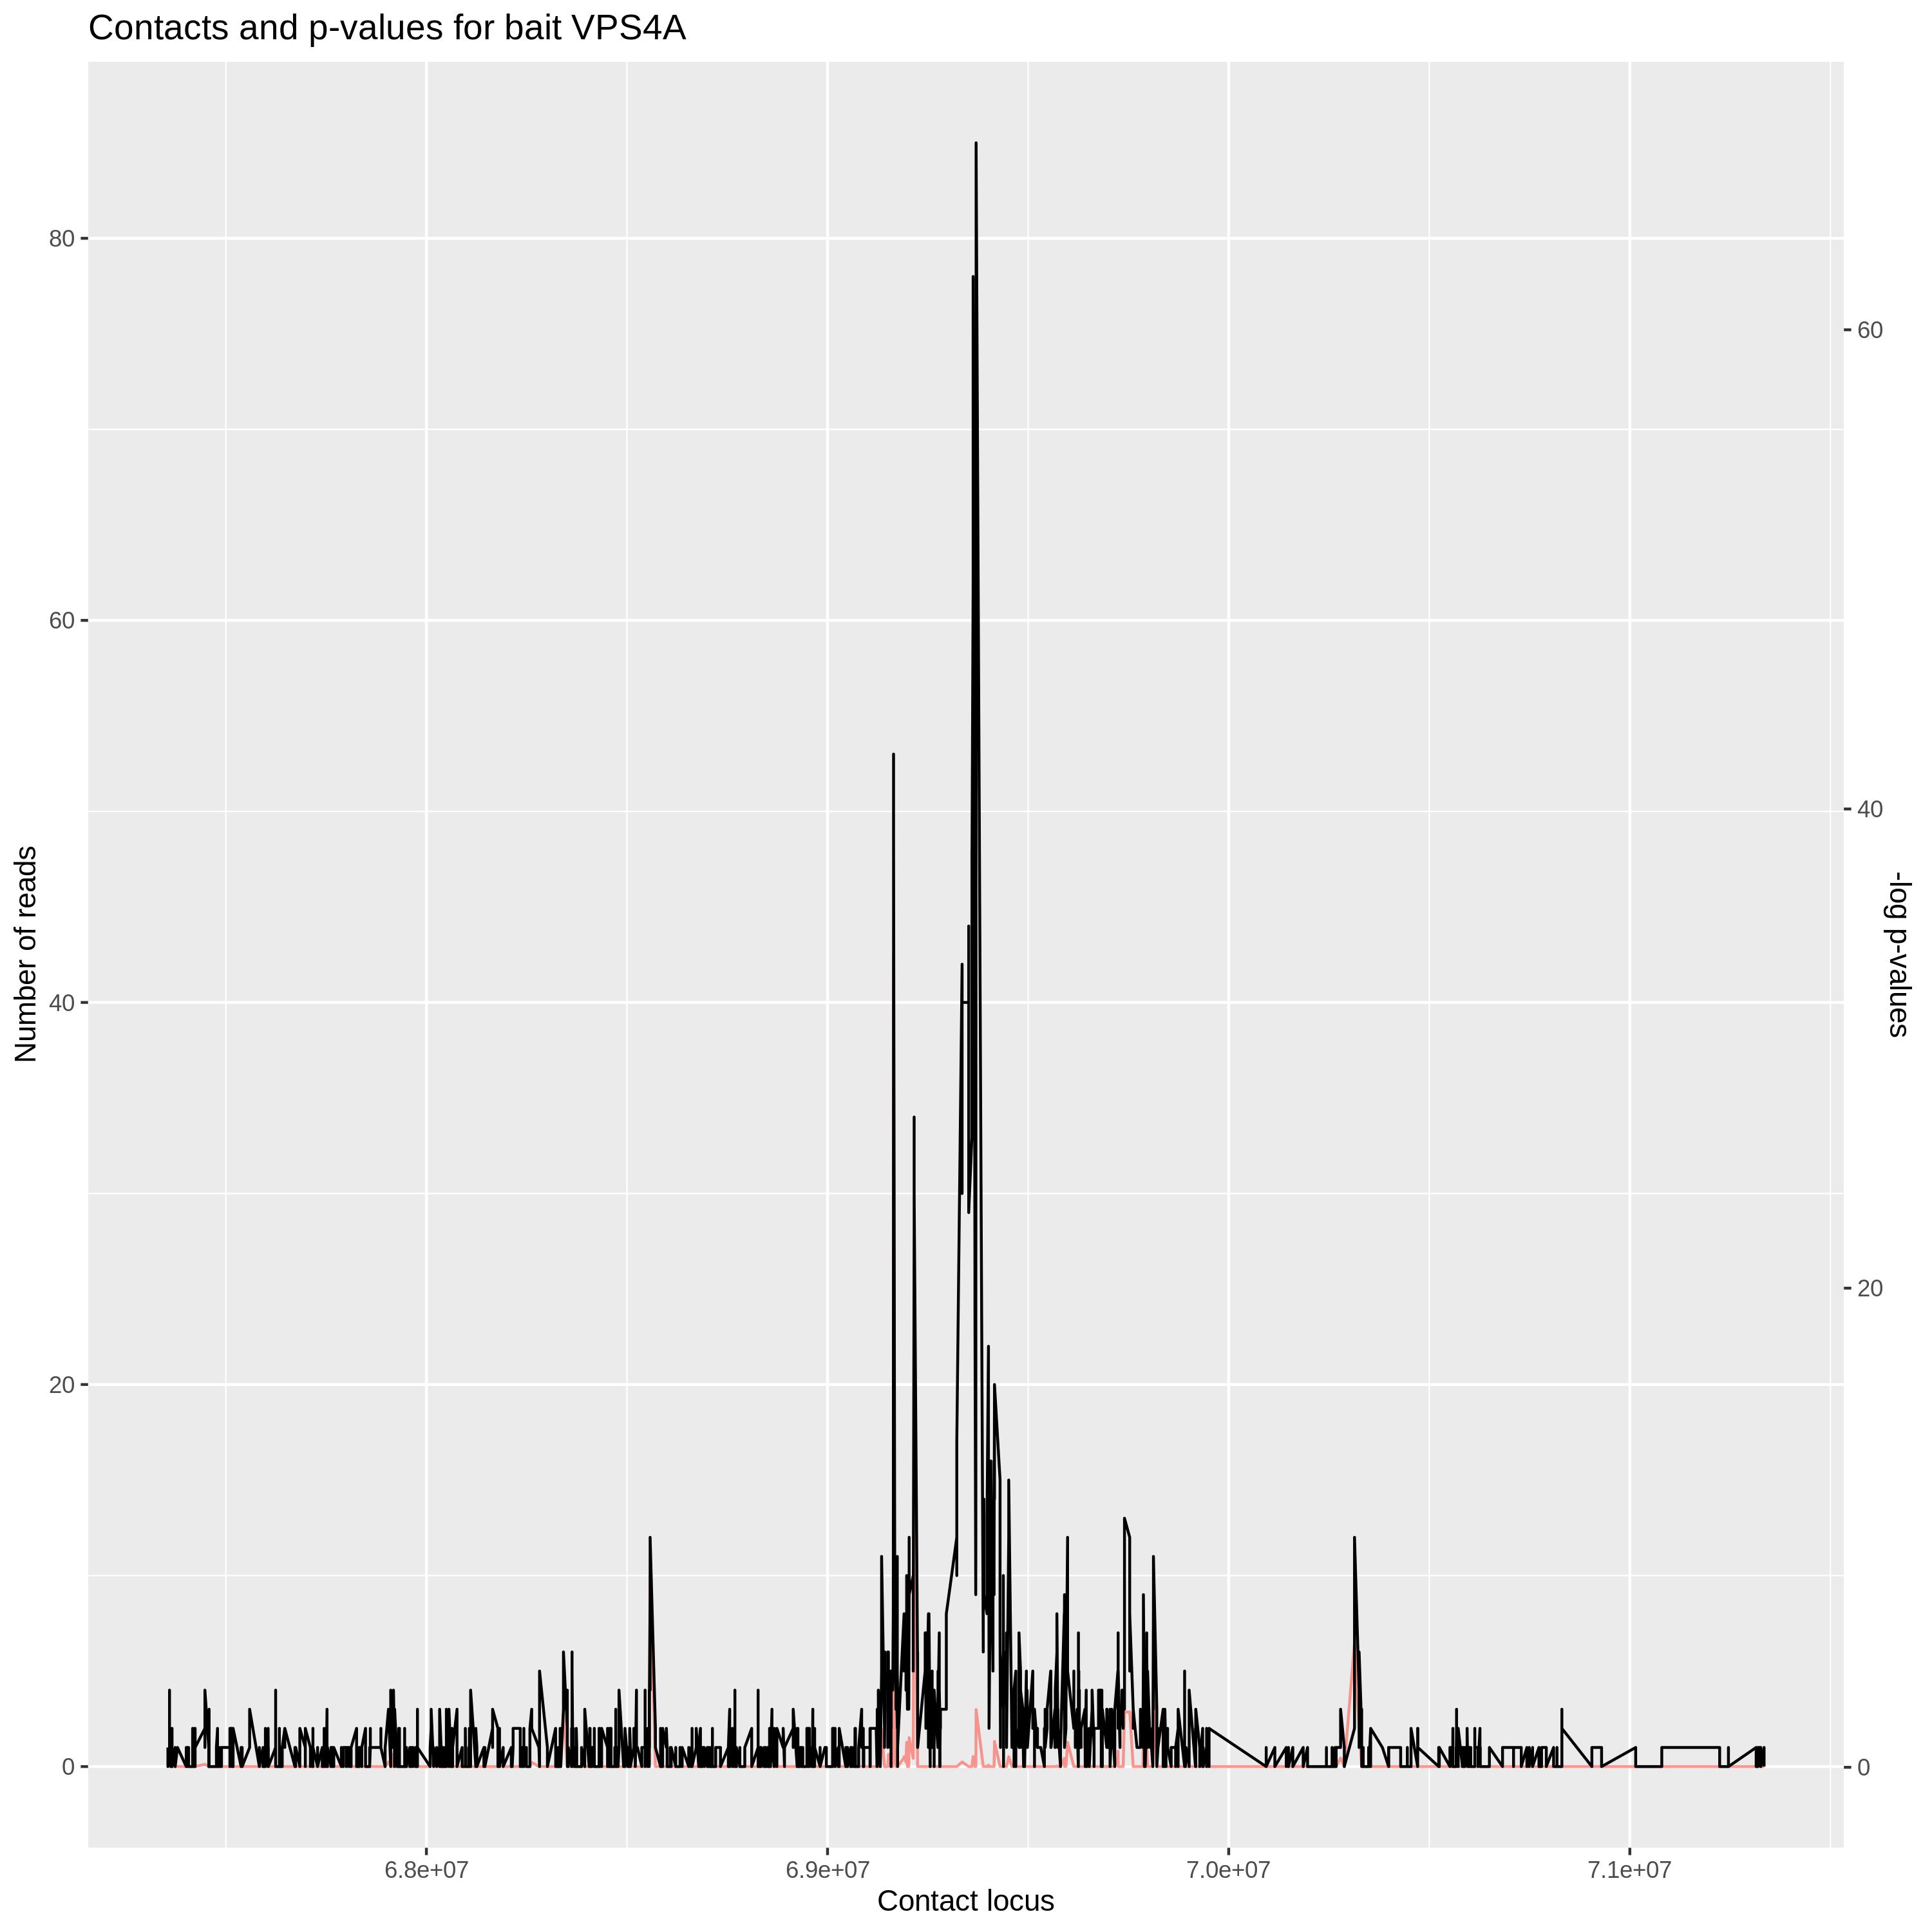 Contacts and p-values for bait VPS4A
Number of reads
80
60
40
20
0
60
40
20
0
-log p-values
6.8e+07 6.9e+07 7.0e+07 7.1e+07
Contact locus